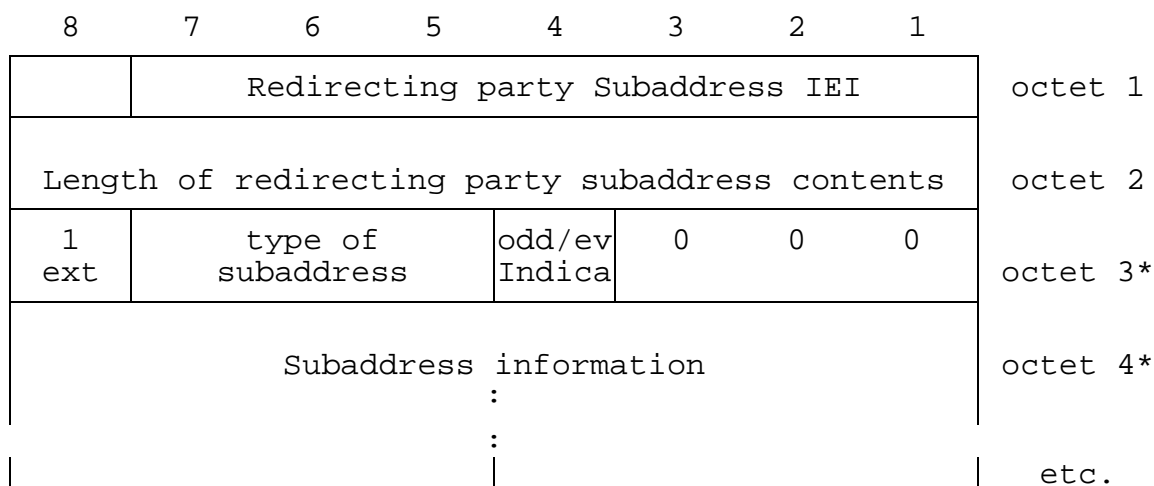 8 7 6 5 4 3 2 1
Redirecting party Subaddress IEI octet 1
Length of redirecting party subaddress contents octet 2
1 type of odd/ev 0 0 0
ext subaddress Indica octet 3*
Subaddress information octet 4*
:
:
etc.